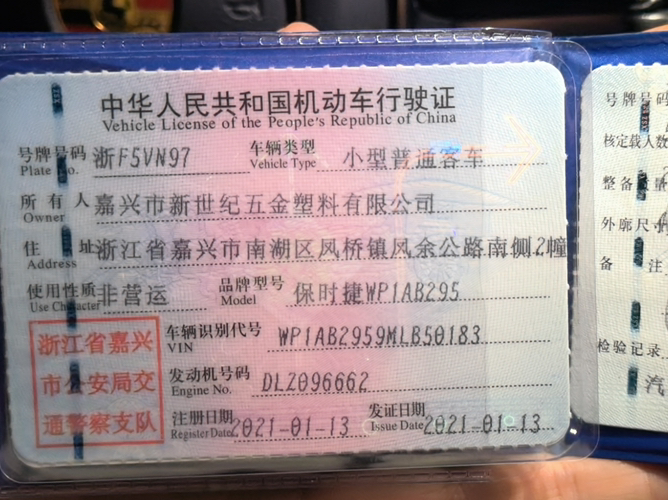 中华人民共和国机动车行驶证
Vehicle License of the People's Republic of China
号牌号码 浙F5VN97 车辆类型 小型普通客车
Plate No. Vehicle Type
所有人 嘉兴市新世纪五金塑料有限公司
Owner
住址 浙江省嘉兴市南湖区凤桥镇凤余公路南侧2幢
Address
使用性质 非营运 品牌型号 保时捷WP1AB295
Use Character Model
浙江省嘉兴
市公安局交
通警察支队
车辆识别代号 WP1AB2959MLB50183
VIN
发动机号码 DLZ096662
Engine No.
注册日期 2021-01-13 发证日期 2021-01-13
Register Date Issue Date
号牌号码
核定载人数
整备质量
外廓尺寸
备 注
检验记录
汽